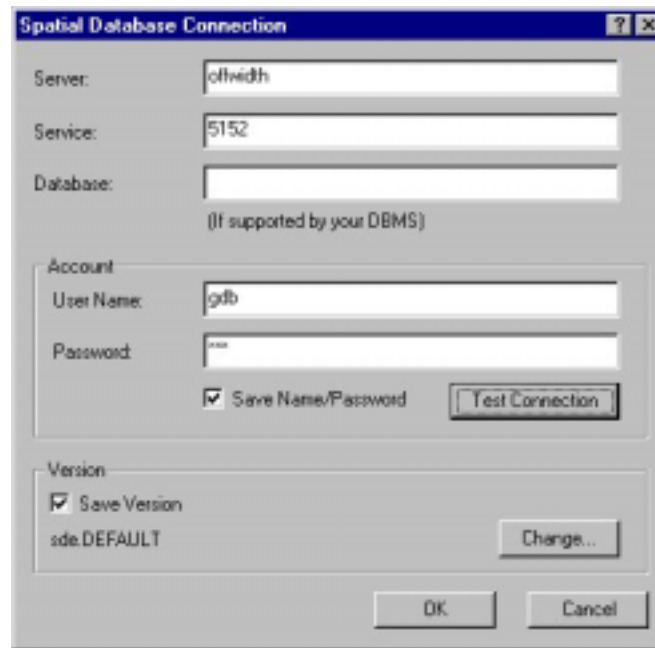 Spatial Database Connection
Server: offwidth
Service: 5152
Database:
(If supported by your DBMS)
Account
User Name: gdb
Password: ***
Save Name/Password Test Connection
Version
Save Version
sde.DEFAULT Change...
OK Cancel